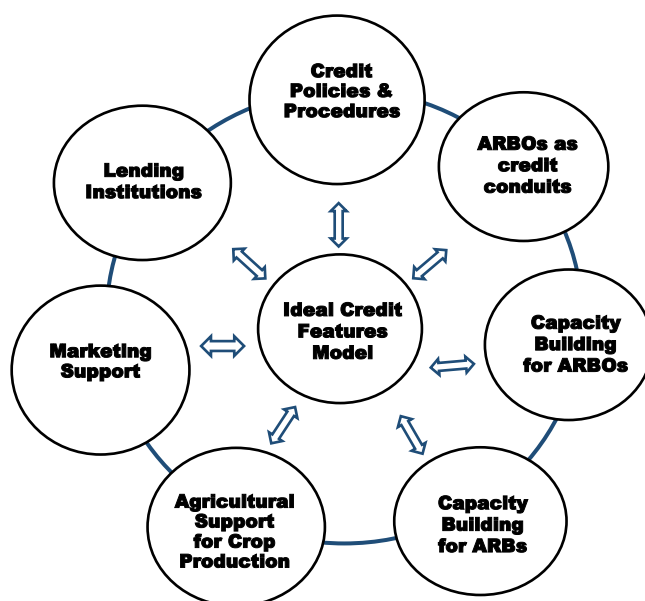 Credit
Policies &
Procedures
ARBOs as
credit
conduits
Lending
Institutions
Ideal Credit
Features
Model
Capacity
Building
for ARBOs
Marketing
Support
Agricultural
Support
for Crop
Production
Capacity
Building
for ARBs